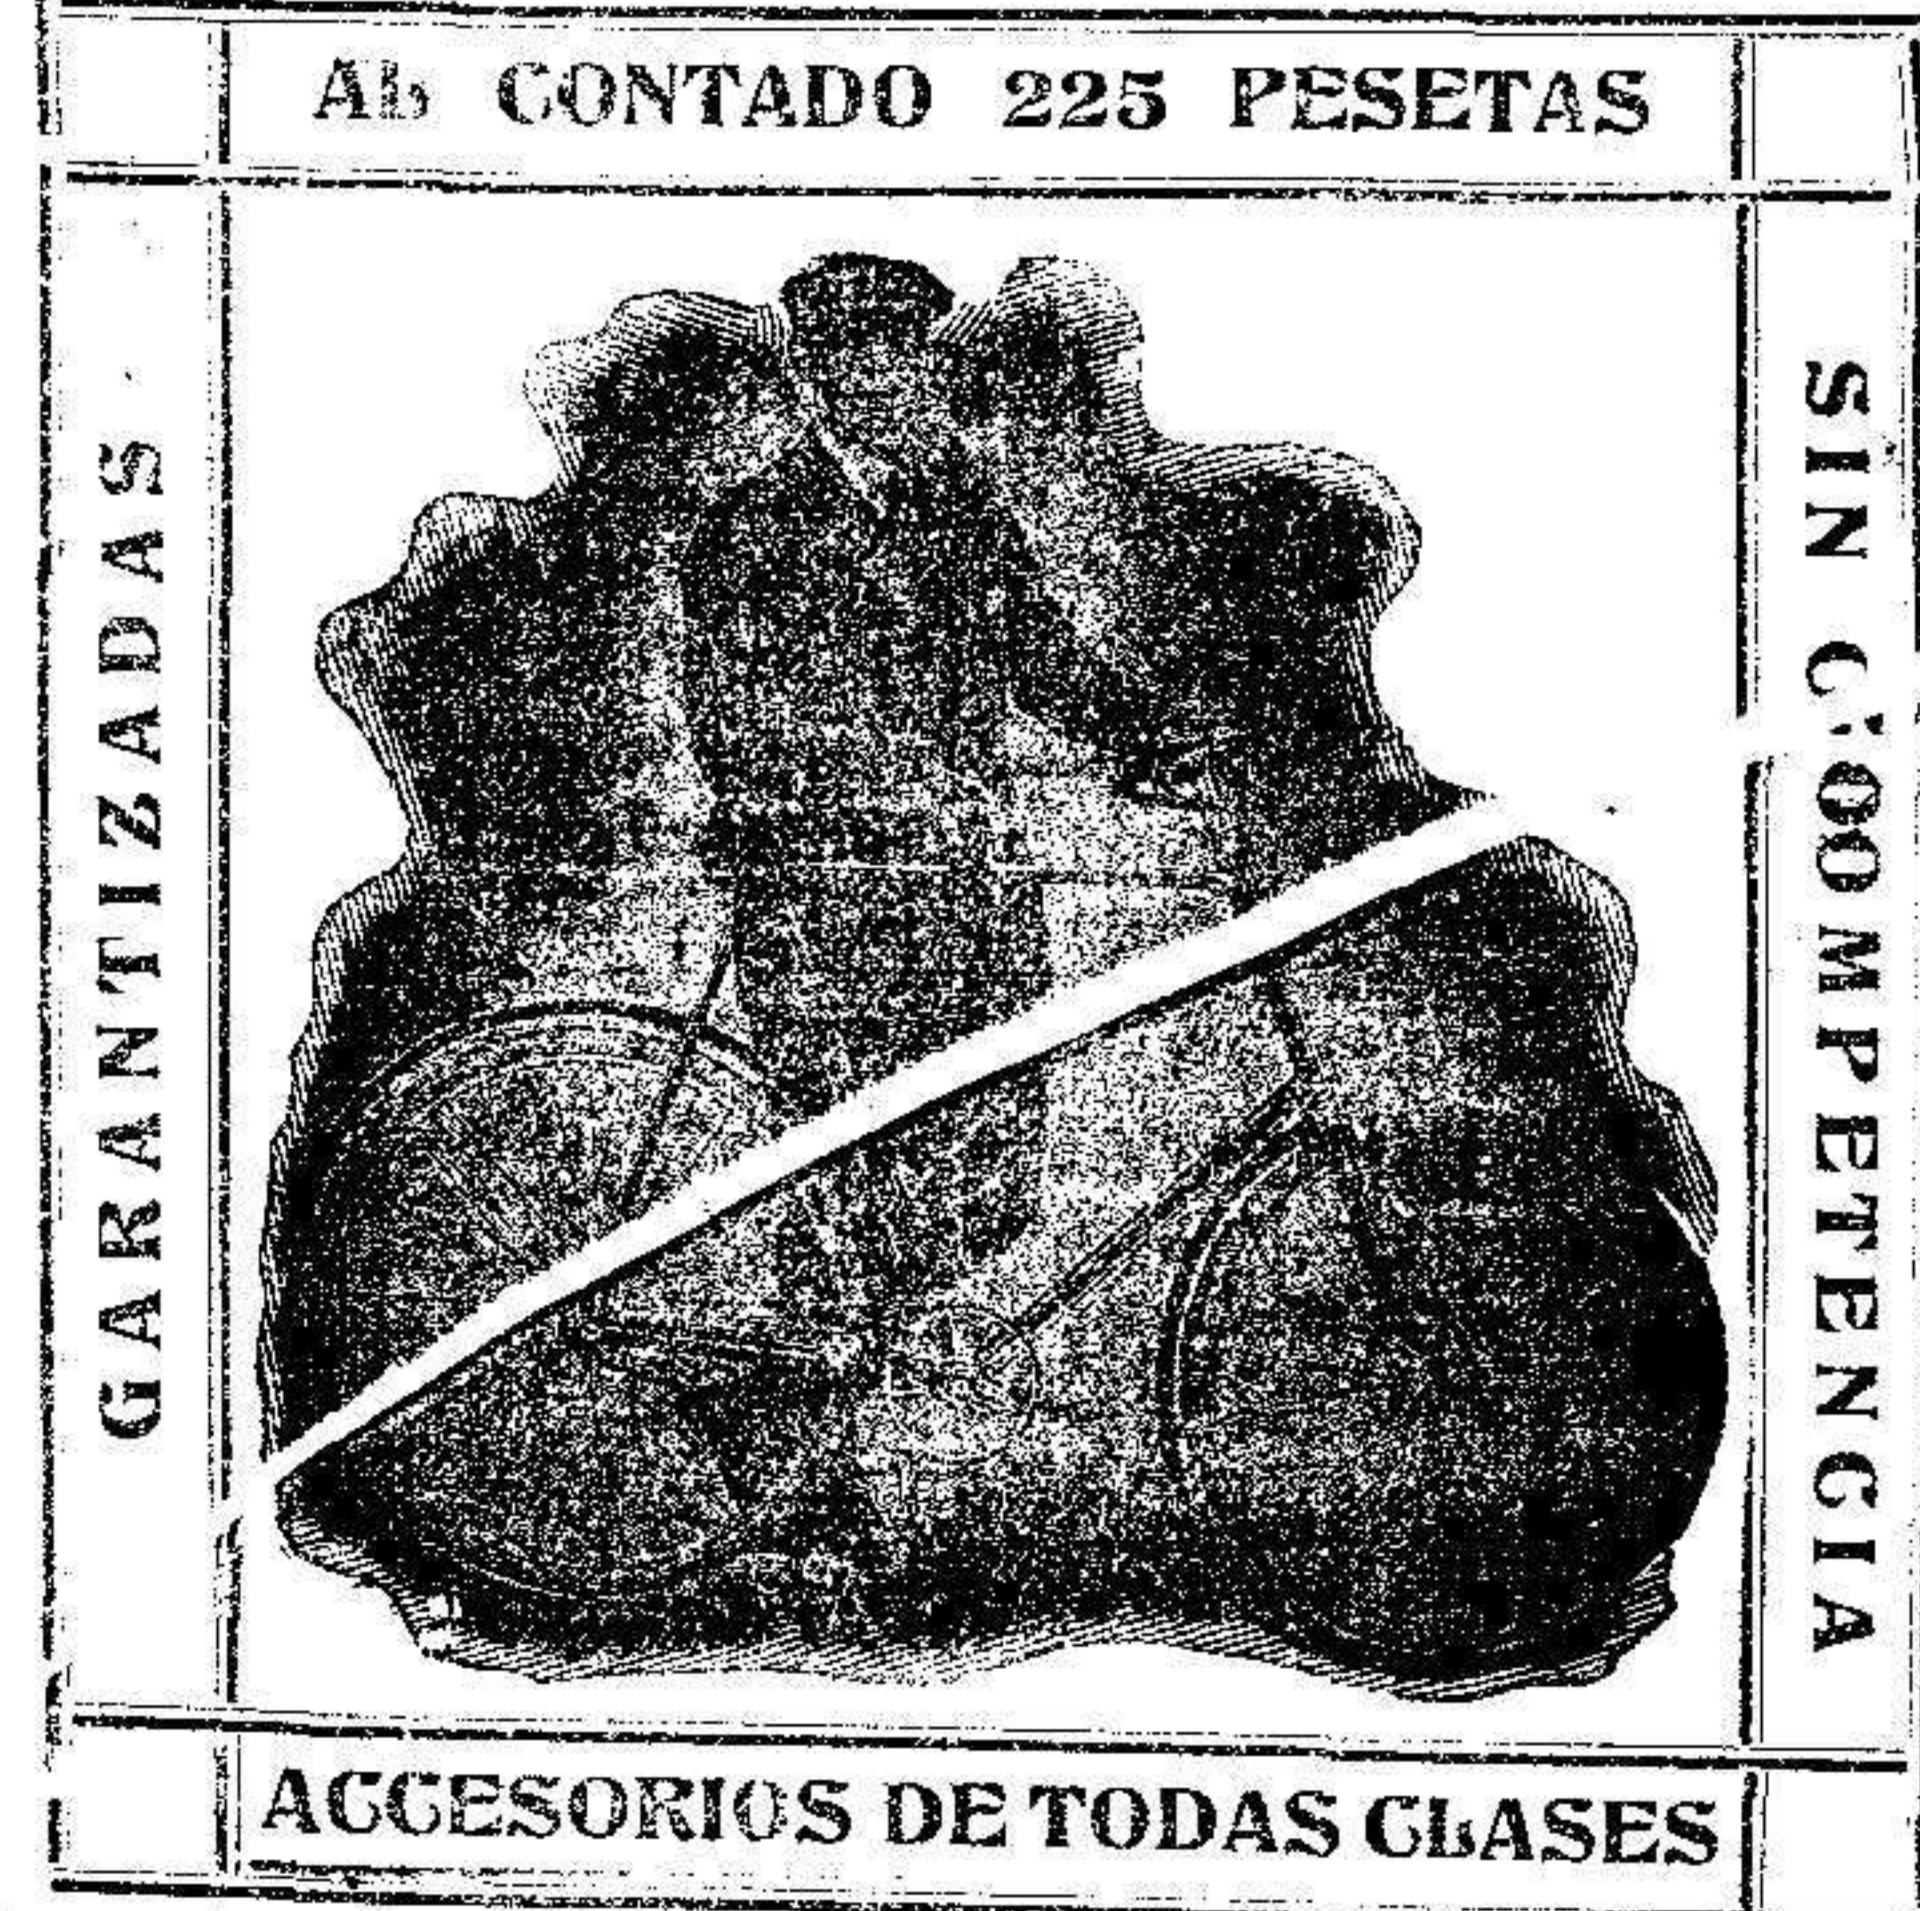 AL CONTADO 225 PESETAS
GARANTIZADAS
SIN COMPETENCIA
ACCESORIOS DE TODAS CLASES